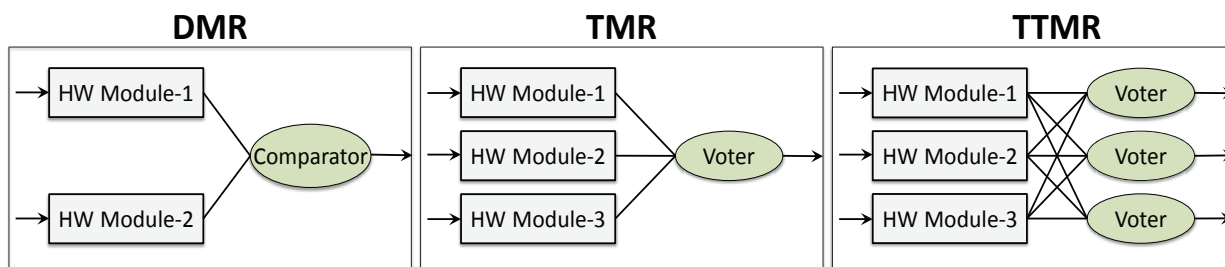 DMR
HW Module-1
HW Module-2
Comparator
TMR
HW Module-1
HW Module-2
HW Module-3
Voter
TTMR
HW Module-1
HW Module-2
HW Module-3
Voter
Voter
Voter